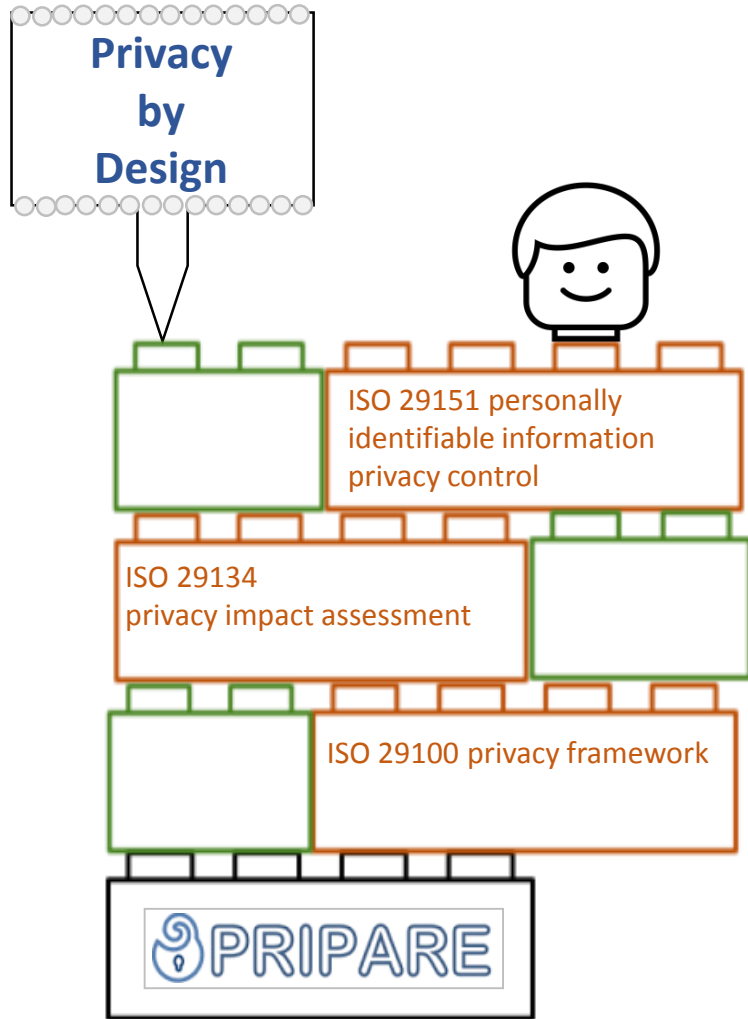 Privacy
by
Design
ISO 29151 personally
identifiable information
privacy control
ISO 29134
privacy impact assessment
ISO 29100 privacy framework
PRIPARE